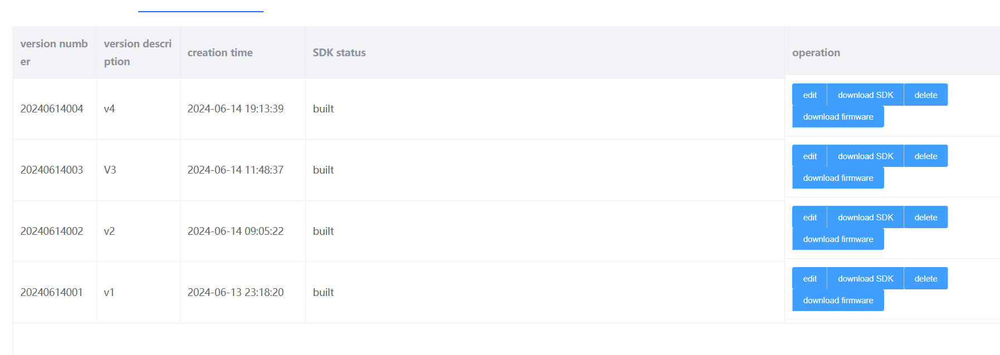 version numb
er
version descri
ption
creation time
SDK status
operation
20240614004
v4
2024-06-14 19:13:39
built
edit
download SDK
delete
download firmware
20240614003
V3
2024-06-14 11:48:37
built
edit
download SDK
delete
download firmware
20240614002
v2
2024-06-14 09:05:22
built
edit
download SDK
delete
download firmware
20240614001
v1
2024-06-13 23:18:20
built
edit
download SDK
delete
download firmware